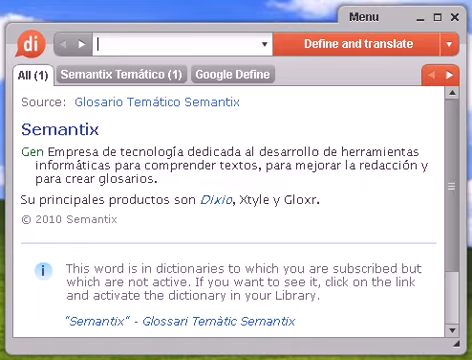 Menu
di
Define and translate
All (1) Semantix Temático (1) Google Define
Source: Glosario Temático Semantix
Semantix
Gen Empresa de tecnología dedicada al desarrollo de herramientas
informáticas para comprender textos, para mejorar la redacción y
para crear glosarios.
Su principales productos son Dixio, Xtyle y Gloxr.
© 2010 Semantix
i
This word is in dictionaries to which you are subscribed but
which are not active. If you want to see it, click on the link
and activate the dictionary in your Library.
"Semantix" - Glossari Temàtic Semantix